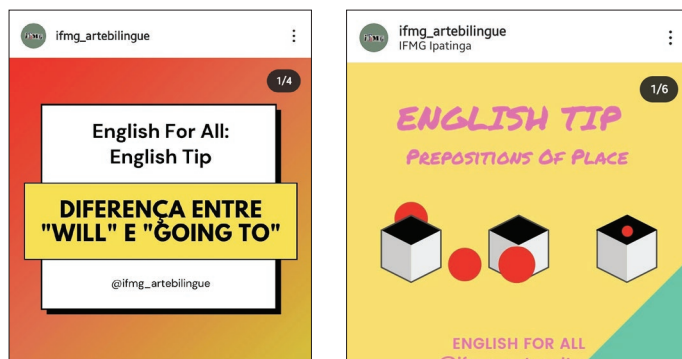 ifmg_artebilingue
1/4
English For All:
English Tip
DIFERENÇA ENTRE
"WILL" E "GOING TO"
@ifmg_artebilingue
ifmg_artebilingue
IFMG Ipatinga
1/6
ENGLISH TIP
PREPOSITIONS OF PLACE
ENGLISH FOR ALL